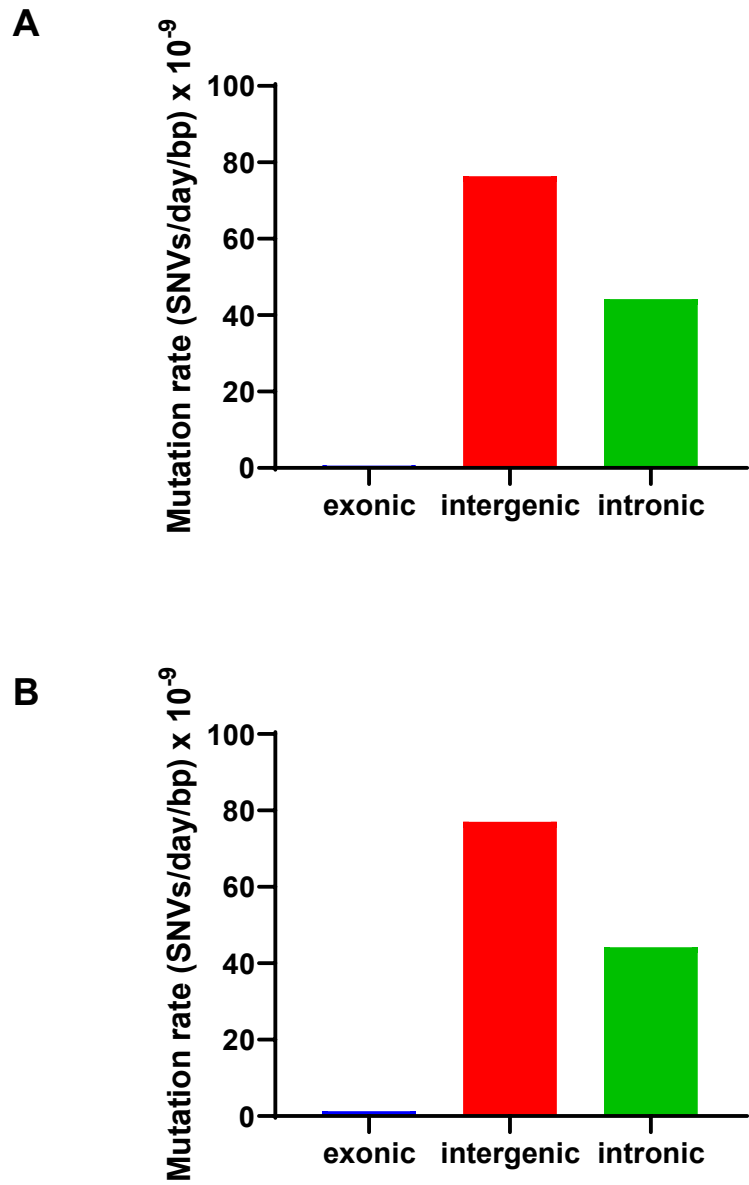 A
Mutation rate (SNVs/day/bp) x 10⁻⁹
100
80
60
40
20
0
exonic intergenic intronic
B
Mutation rate (SNVs/day/bp) x 10⁻⁹
100
80
60
40
20
0
exonic intergenic intronic